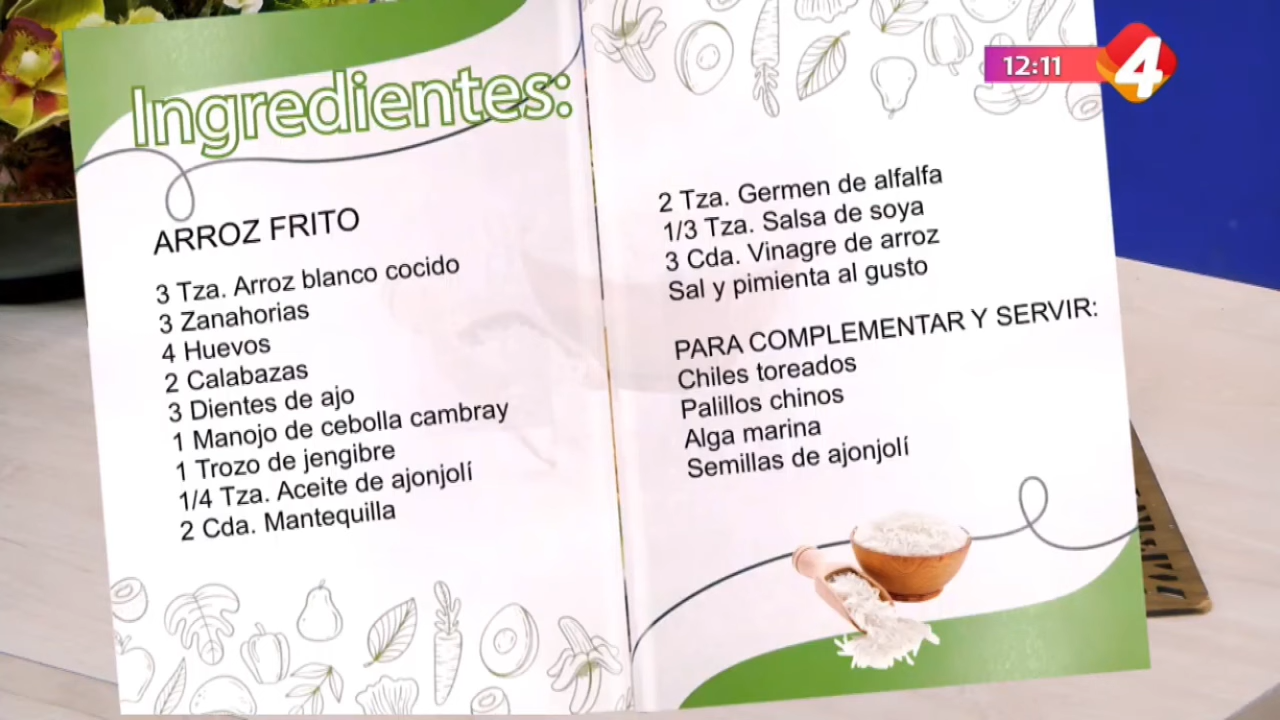 Ingredientes:
ARROZ FRITO
3 Tza. Arroz blanco cocido
3 Zanahorias
4 Huevos
2 Calabazas
3 Dientes de ajo
1 Manojo de cebolla cambray
1 Trozo de jengibre
1/4 Tza. Aceite de ajonjolí
2 Cda. Mantequilla
2 Tza. Germen de alfalfa
1/3 Tza. Salsa de soya
3 Cda. Vinagre de arroz
Sal y pimienta al gusto
PARA COMPLEMENTAR Y SERVIR:
Chiles toreados
Palillos chinos
Alga marina
Semillas de ajonjolí
12:11
4